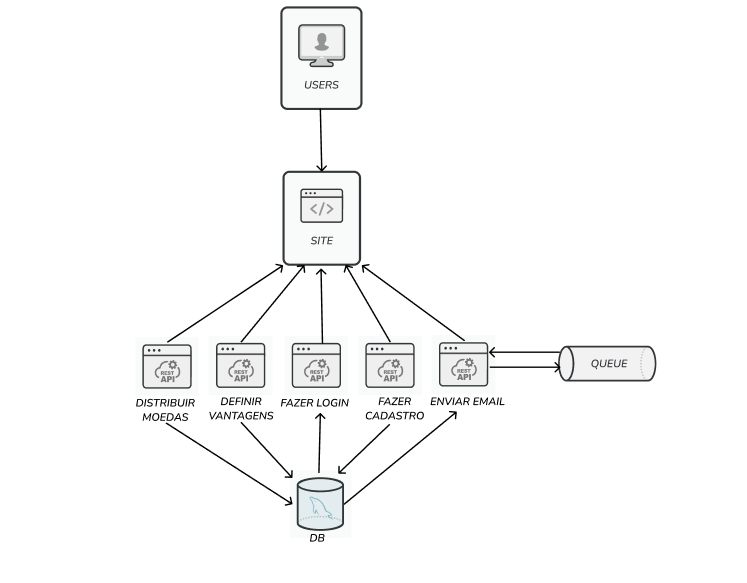 USERS
</>
SITE
REST
API
REST
API
REST
API
REST
API
REST
API
QUEUE
DISTRIBUIR
MOEDAS
DEFINIR
VANTAGENS
FAZER LOGIN
FAZER
CADASTRO
ENVIAR EMAIL
DB